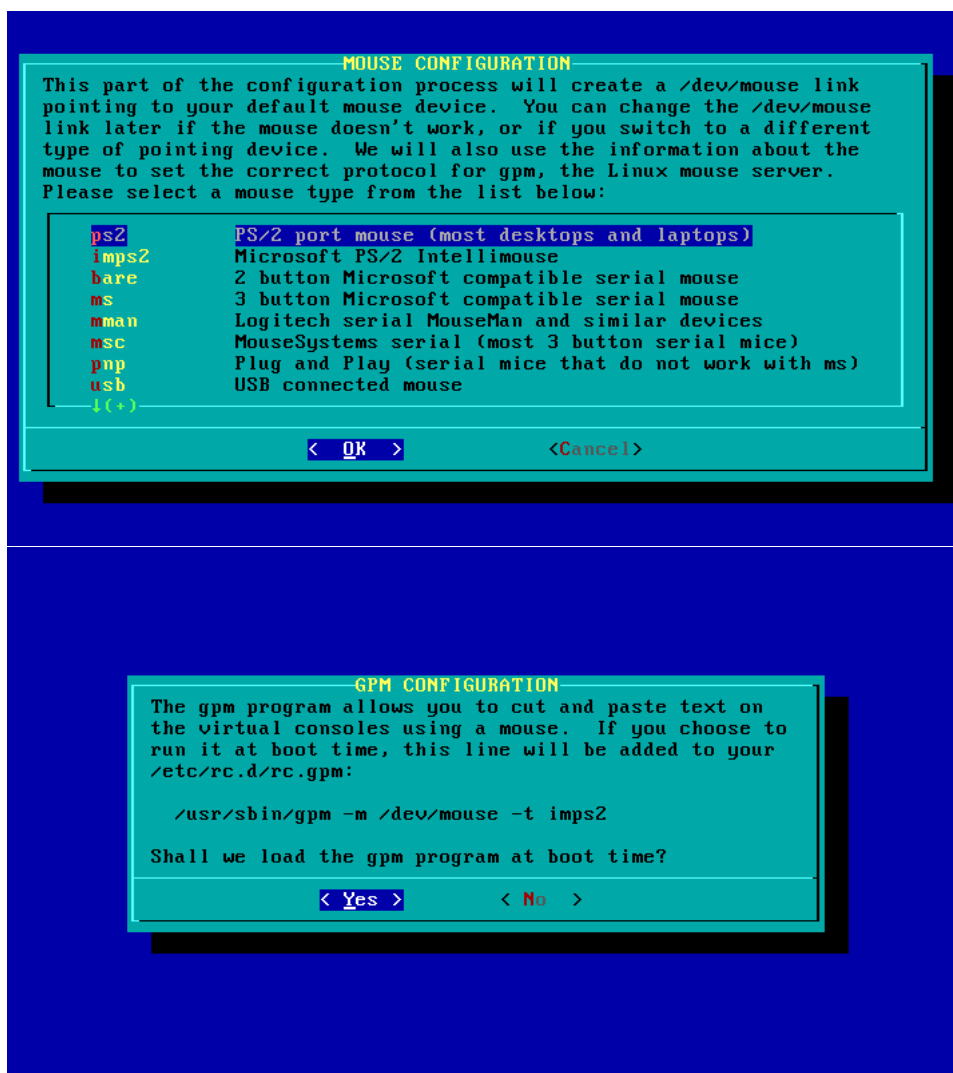 MOUSE CONFIGURATION
This part of the configuration process will create a /dev/mouse link
pointing to your default mouse device.  You can change the /dev/mouse
link later if the mouse doesn't work, or if you switch to a different
type of pointing device.  We will also use the information about the
mouse to set the correct protocol for gpm, the Linux mouse server.
Please select a mouse type from the list below:
ps2 PS/2 port mouse (most desktops and laptops)
imps2 Microsoft PS/2 Intellimouse
bare 2 button Microsoft compatible serial mouse
ms 3 button Microsoft compatible serial mouse
mman Logitech serial MouseMan and similar devices
msc MouseSystems serial (most 3 button serial mice)
pnp Plug and Play (serial mice that do not work with ms)
usb USB connected mouse
↓(+)
<  OK  > <Cancel>
GPM CONFIGURATION
The gpm program allows you to cut and paste text on
the virtual consoles using a mouse.  If you choose to
run it at boot time, this line will be added to your
/etc/rc.d/rc.gpm:
/usr/sbin/gpm -m /dev/mouse -t imps2
Shall we load the gpm program at boot time?
< Yes > < No  >